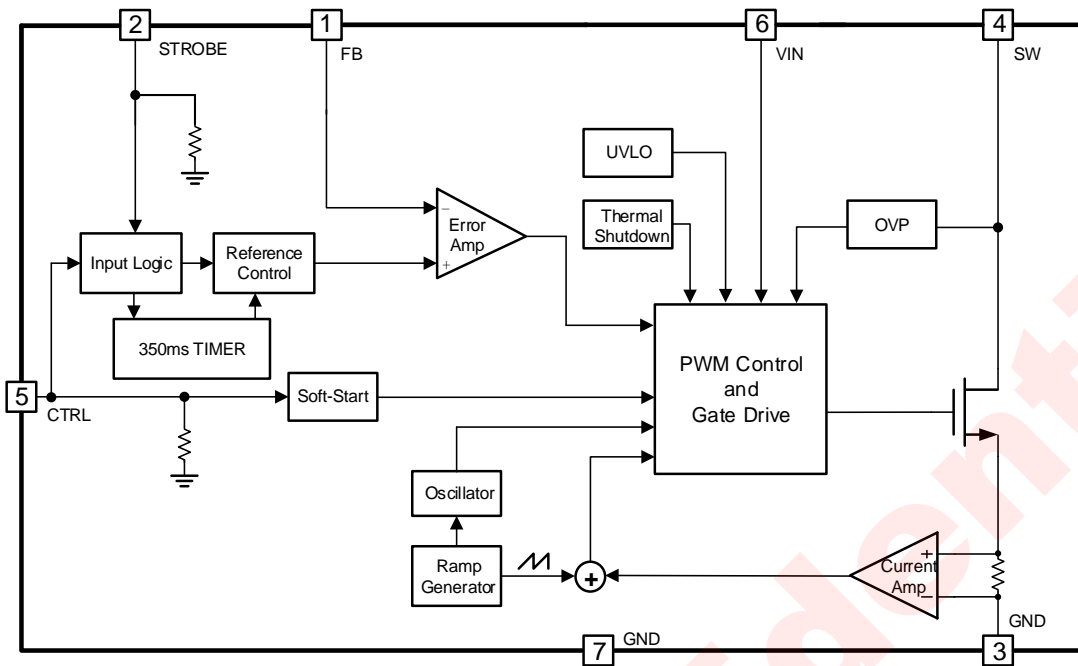 2
STROBE
1
FB
6
VIN
4
SW
UVLO
Thermal
Shutdown
OVP
−
Error
Amp
+
Input Logic
Reference
Control
350ms TIMER
5
CTRL
Soft-Start
PWM Control
and
Gate Drive
Oscillator
Ramp
Generator
+
+
Current
Amp
−
7
GND
GND
3